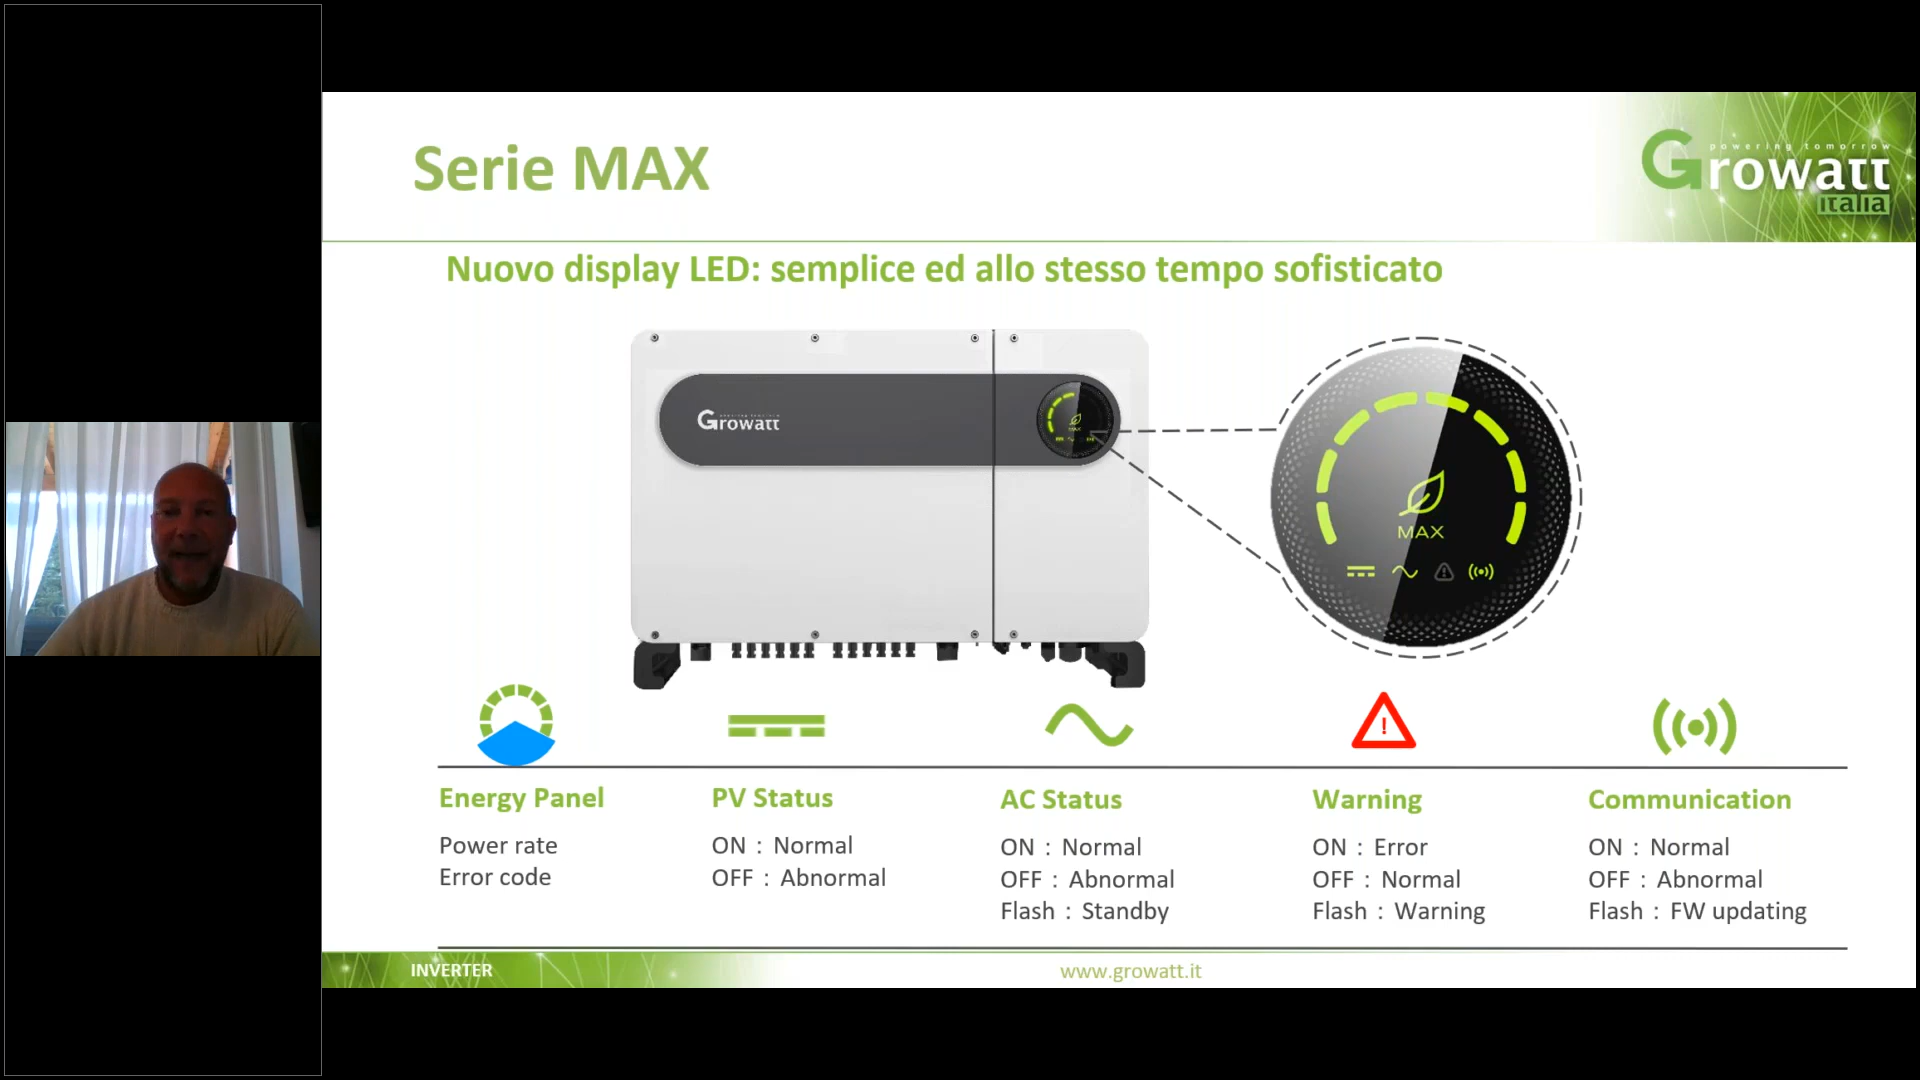 Serie MAX
powering tomorrow
Growatt
italia
Nuovo display LED: semplice ed allo stesso tempo sofisticato
Growatt
MAX
MAX
Energy Panel
Power rate
Error code
PV Status
ON : Normal
OFF : Abnormal
AC Status
ON : Normal
OFF : Abnormal
Flash : Standby
Warning
ON : Error
OFF : Normal
Flash : Warning
Communication
ON : Normal
OFF : Abnormal
Flash : FW updating
INVERTER
www.growatt.it